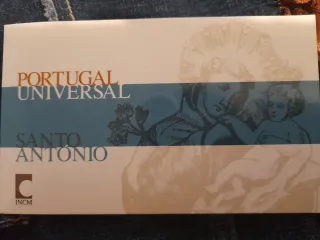 PORTUGAL
UNIVERSAL
SANTO
ANTÓNIO
INCM